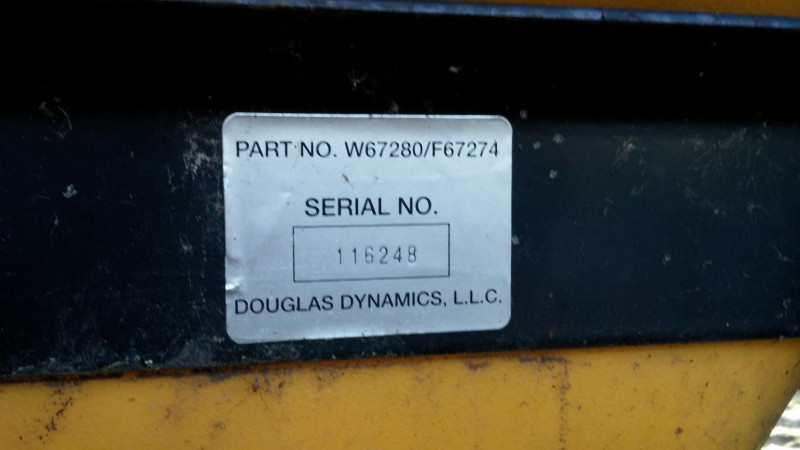 PART NO. W67280/F67274
SERIAL NO.
116248
DOUGLAS DYNAMICS, L.L.C.